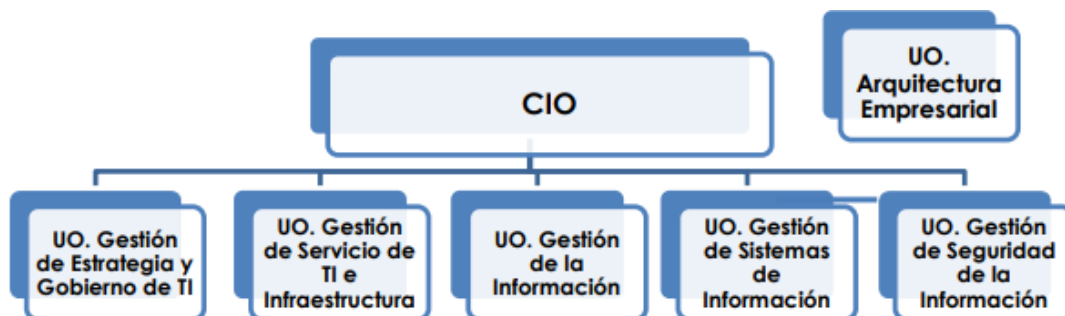 CIO
UO.
Arquitectura
Empresarial
UO. Gestión
de Estrategia y
Gobierno de TI
UO. Gestión
de Servicio de
TI e
Infraestructura
UO. Gestión
de la
Información
UO. Gestión
de Sistemas
de
Información
UO. Gestión
de Seguridad
de la
Información